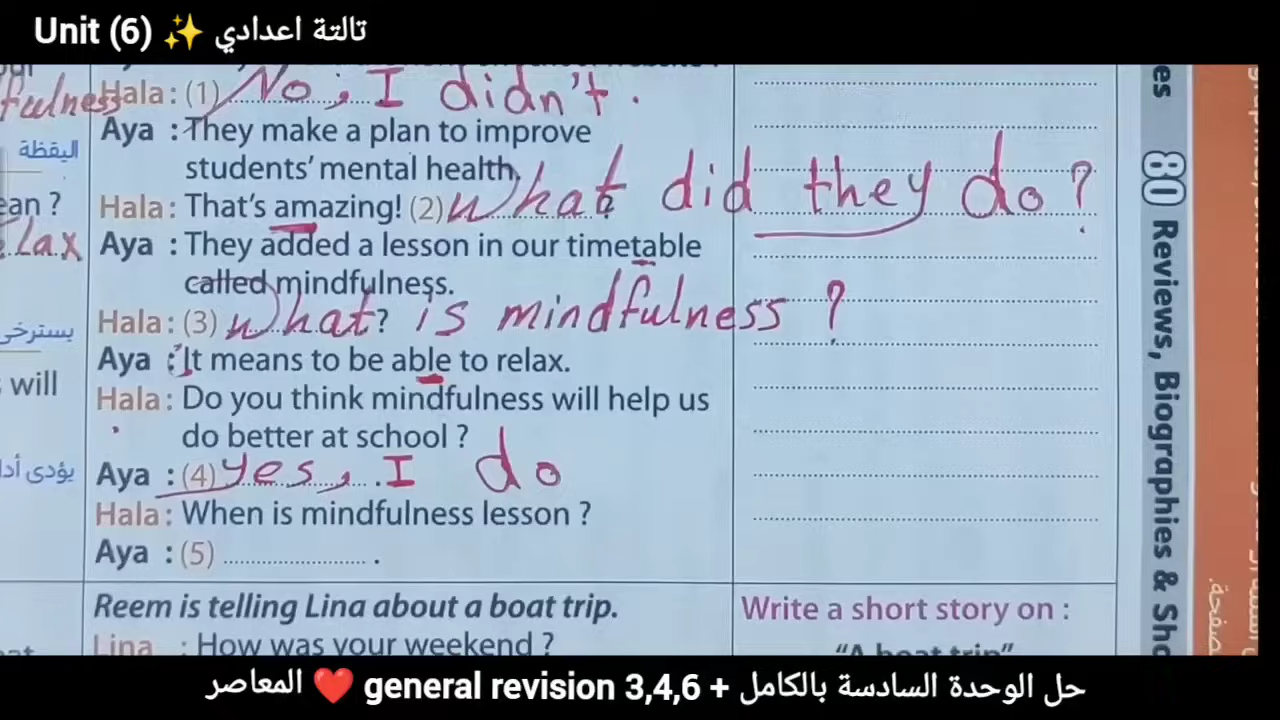 Unit (6) ✨ تالتة اعدادي
Hala : (1) No, I didn't.
fulness
Aya : They make a plan to improve
students' mental health.
اليقظة
Hala : That's amazing! (2) What did they do ?
ean ?
Aya : They added a lesson in our timetable
called mindfulness.
lax
Hala : (3) What ? is mindfulness ?
يسترخى
Aya : It means to be able to relax.
will
Hala : Do you think mindfulness will help us
do better at school ?
Aya : (4) yes, I do
Hala : When is mindfulness lesson ?
Aya : (5) .................... .
Reem is telling Lina about a boat trip.
Lina : How was your weekend ?
Write a short story on :
"A boat trip"
80 Reviews, Biographies &
حل الوحدة السادسة بالكامل + general revision 3,4,6 ❤️ المعاصر